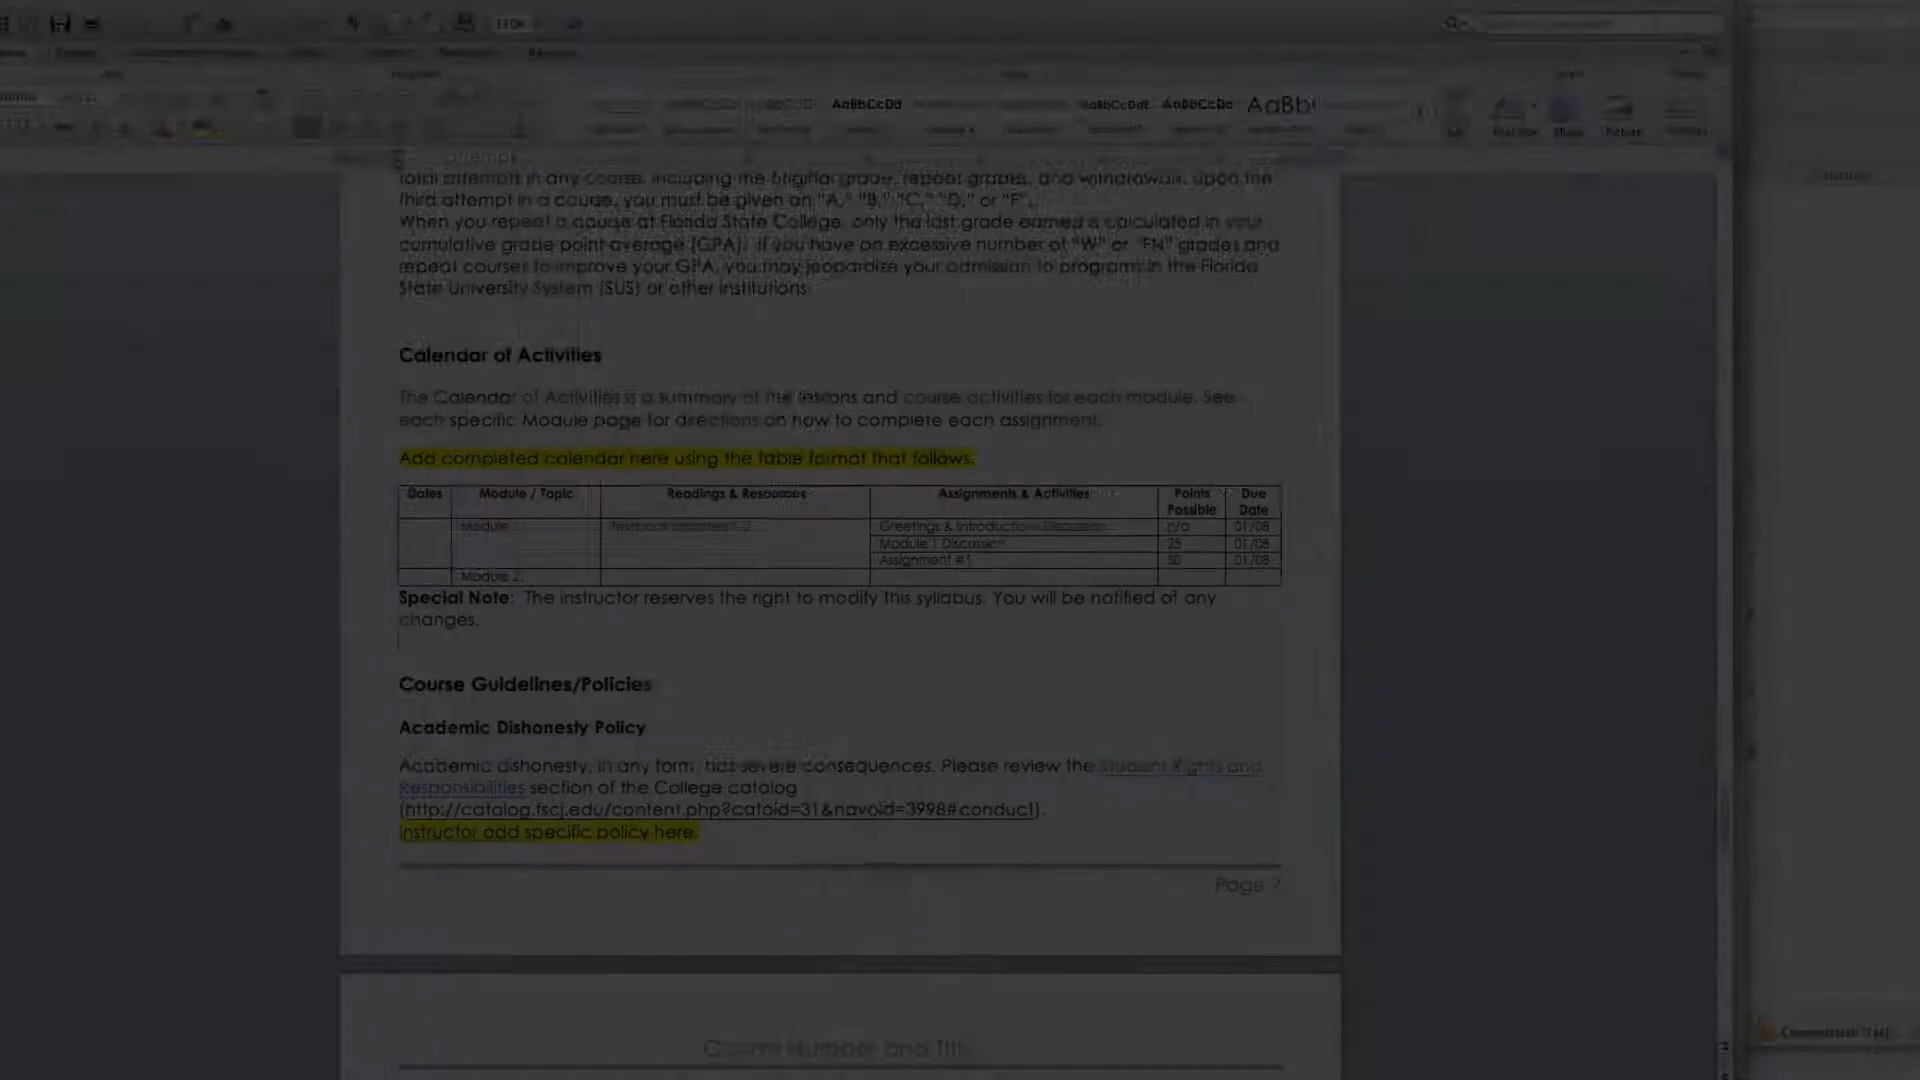 AaBbCcDd AaBbCcDdE AaBbCcDd AaBb(
attempt
total attempts in any course, including the original grade, repeat grades, and withdrawals. Upon the
third attempt in a course, you must be given an "A," "B," "C," "D," or "F".
When you repeat a course at Florida State College, only the last grade earned is calculated in your
cumulative grade point average (GPA). If you have an excessive number of "W" or "FN" grades and
repeat courses to improve your GPA, you may jeopardize your admission to programs in the Florida
State University System (SUS) or other institutions
Calendar of Activities
The Calendar of Activities is a summary of the lessons and course activities for each module. See
each specific Module page for directions on how to complete each assignment.
Add completed calendar here using the table format that follows.
Dates Module / Topic Readings & Resources Assignments & Activities Points Possible Due Date
Module Textbook chapters 1-2 Greetings & Introductions Discussion n/a 01/08
Module 1 Discussion 25 01/08
Assignment #1 50 01/08
Module 2
Special Note: The instructor reserves the right to modify this syllabus. You will be notified of any
changes.
Course Guidelines/Policies
Academic Dishonesty Policy
Academic dishonesty, in any form, has severe consequences. Please review the Student Rights and
Responsibilities section of the College catalog
(http://catalog.fscj.edu/content.php?catoid=31&navoid=3998#conduct).
Instructor add specific policy here.
Page 7
Course Number and Title